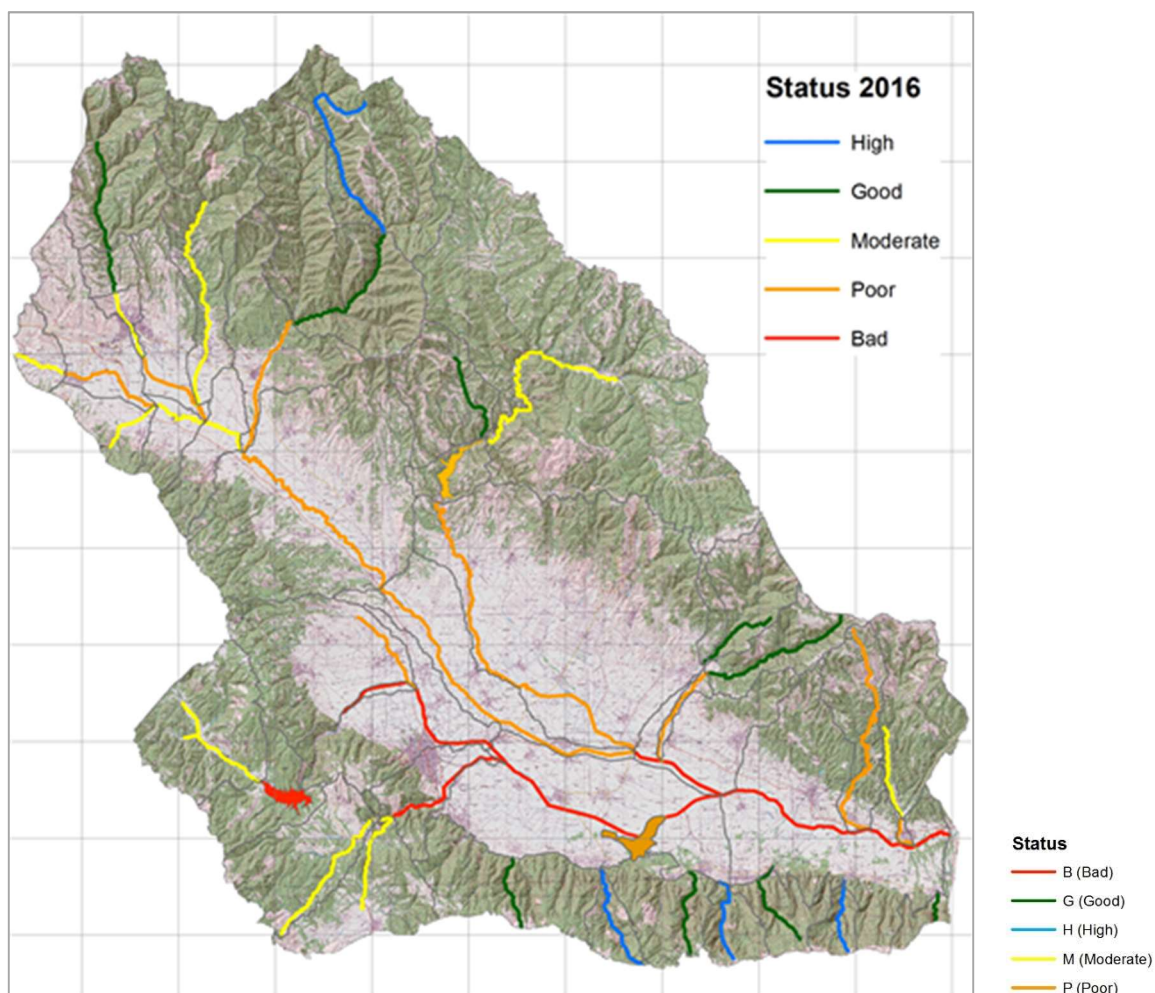 Status 2016
High
Good
Moderate
Poor
Bad
Status
B (Bad)
G (Good)
H (High)
M (Moderate)
P (Poor)